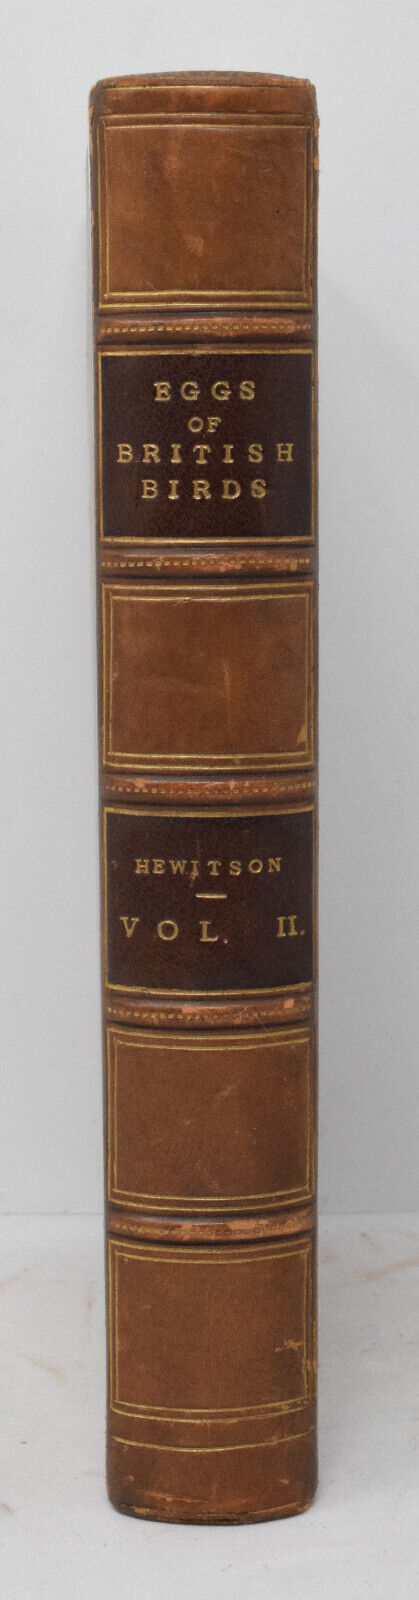 EGGS
OF
BRITISH
BIRDS
HEWITSON
VOL. II.